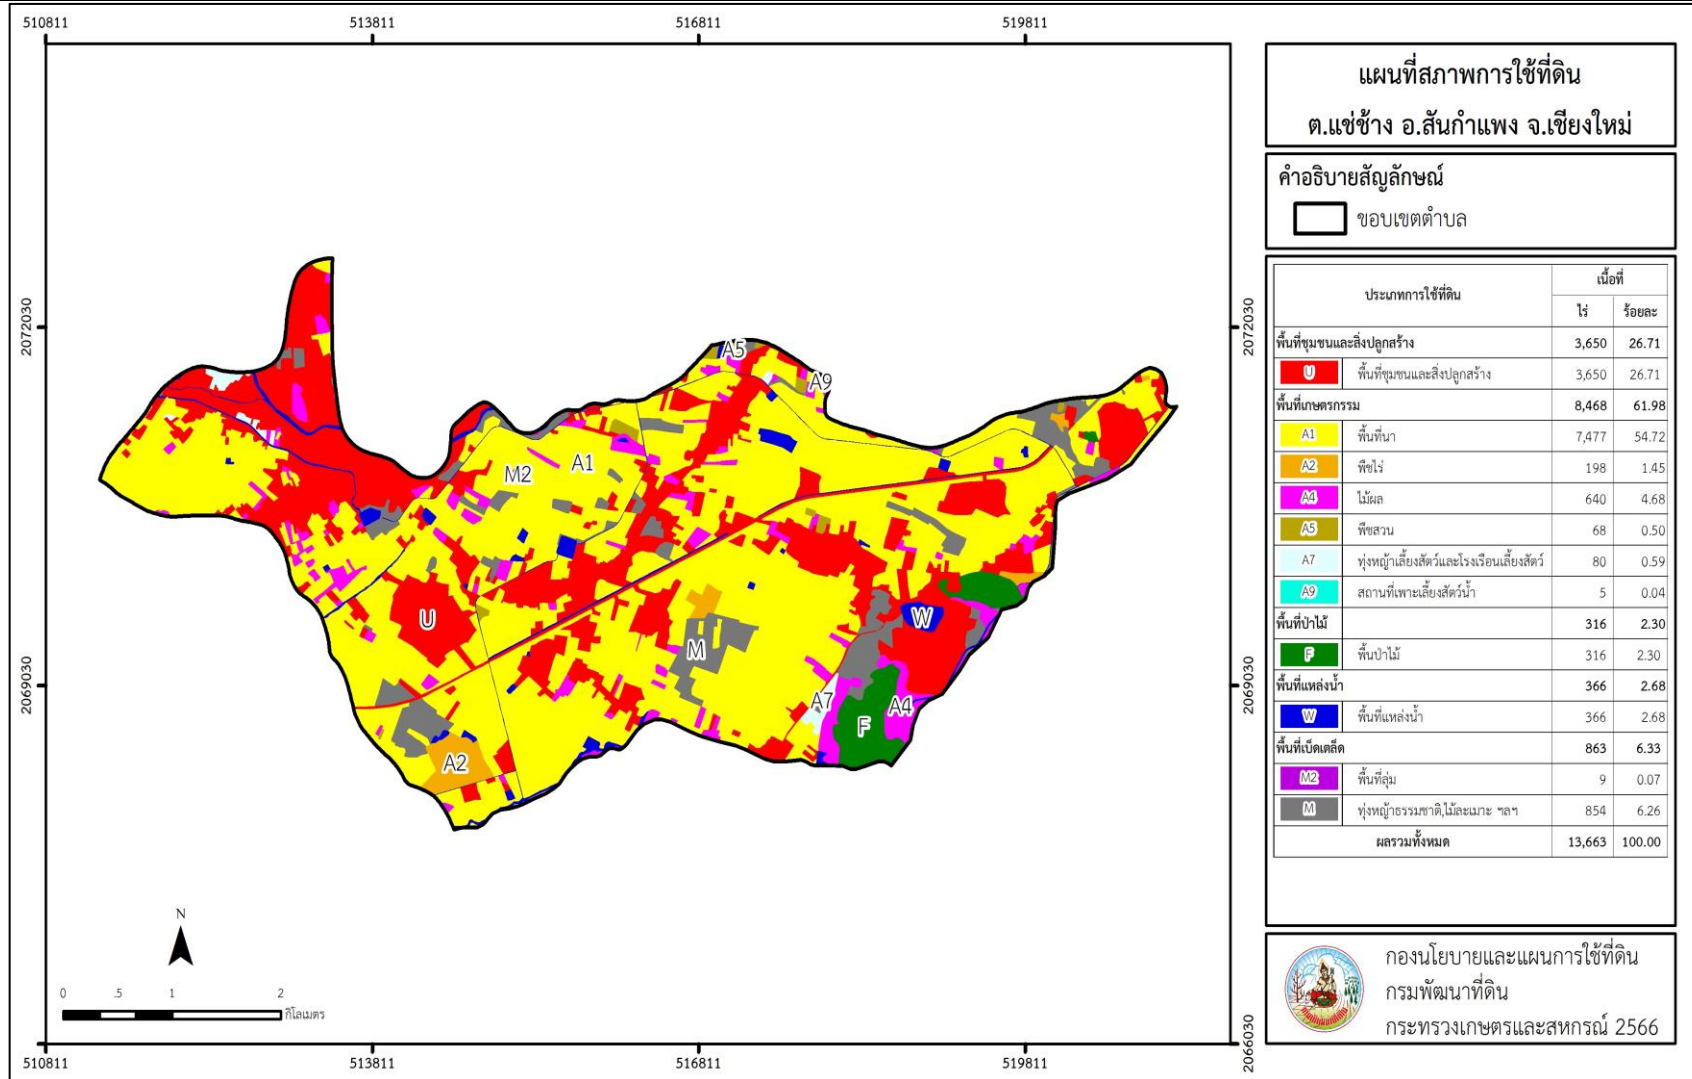 510811 513811 516811 519811
แผนที่สภาพการใช้ที่ดิน
ต.แช่ช้าง อ.สันกำแพง จ.เชียงใหม่
คำอธิบายสัญลักษณ์
ขอบเขตตำบล
ประเภทการใช้ที่ดิน เนื้อที่
ไร่ ร้อยละ
พื้นที่ชุมชนและสิ่งปลูกสร้าง 3,650 26.71
U พื้นที่ชุมชนและสิ่งปลูกสร้าง 3,650 26.71
พื้นที่เกษตรกรรม 8,468 61.98
A1 พื้นที่นา 7,477 54.72
A2 พืชไร่ 198 1.45
A4 ไม้ผล 640 4.68
A5 พืชสวน 68 0.50
A7 ทุ่งหญ้าเลี้ยงสัตว์และโรงเรือนเลี้ยงสัตว์ 80 0.59
A9 สถานที่เพาะเลี้ยงสัตว์น้ำ 5 0.04
พื้นที่ป่าไม้ 316 2.30
F พื้นป่าไม้ 316 2.30
พื้นที่แหล่งน้ำ 366 2.68
W พื้นที่แหล่งน้ำ 366 2.68
พื้นที่เบ็ดเตล็ด 863 6.33
M2 พื้นที่ลุ่ม 9 0.07
M ทุ่งหญ้าธรรมชาติ,ไม้ละเมาะ ฯลฯ 854 6.26
ผลรวมทั้งหมด 13,663 100.00
กองนโยบายและแผนการใช้ที่ดิน
กรมพัฒนาที่ดิน
กระทรวงเกษตรและสหกรณ์ 2566
2072030 2072030
2069030 2069030
2066030
A5
A9
A1
M2
U
W
M
A7
A4
F
A2
N
0 .5 1 2
กิโลเมตร
510811 513811 516811 519811